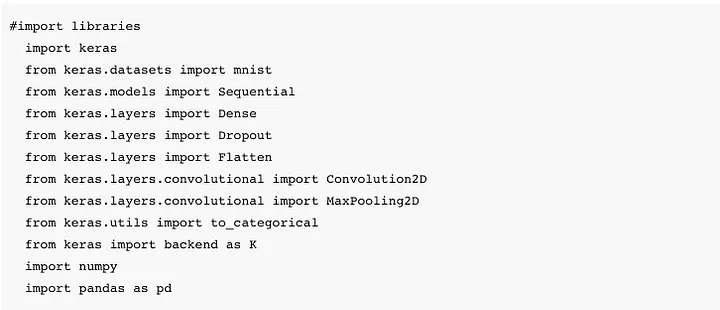 #import libraries
import keras
from keras.datasets import mnist
from keras.models import Sequential
from keras.layers import Dense
from keras.layers import Dropout
from keras.layers import Flatten
from keras.layers.convolutional import Convolution2D
from keras.layers.convolutional import MaxPooling2D
from keras.utils import to_categorical
from keras import backend as K
import numpy
import pandas as pd